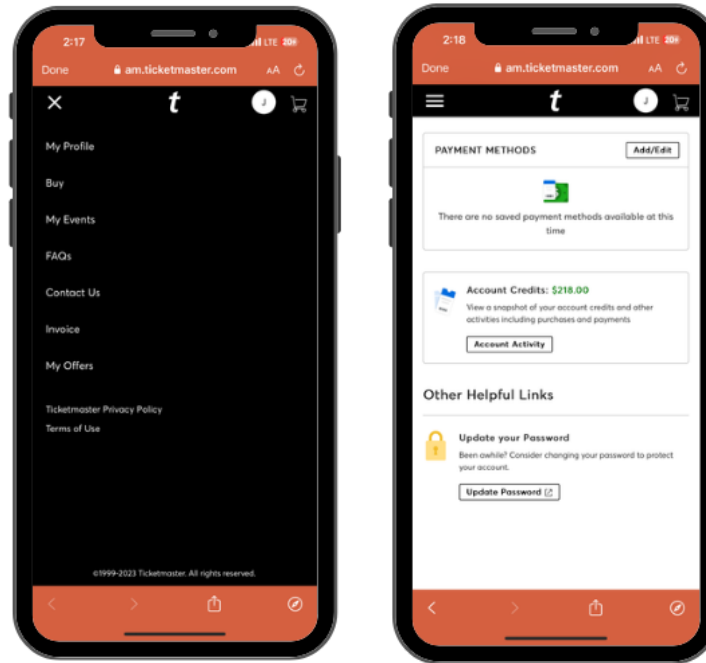 2:17
LTE
Done
am.ticketmaster.com
AA
t
J
My Profile
Buy
My Events
FAQs
Contact Us
Invoice
My Offers
Ticketmaster Privacy Policy
Terms of Use
©1999-2023 Ticketmaster. All rights reserved.
2:18
LTE
Done
am.ticketmaster.com
AA
t
J
PAYMENT METHODS
Add/Edit
There are no saved payment methods available at this
time
Account Credits: $218.00
View a snapshot of your account credits and other
activities including purchases and payments
Account Activity
Other Helpful Links
Update your Password
Been awhile? Consider changing your password to protect
your account.
Update Password